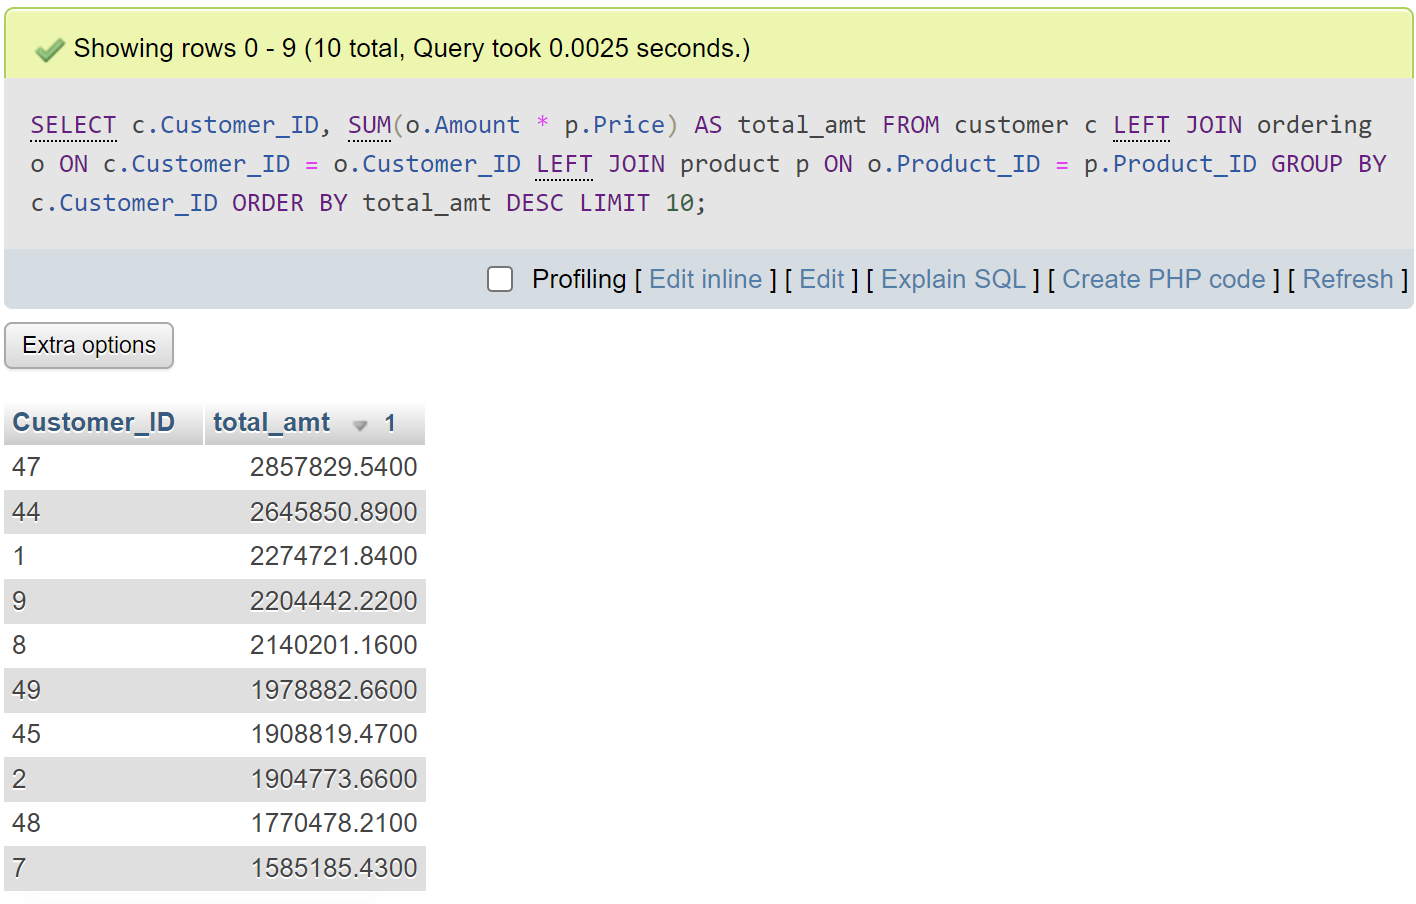 Showing rows 0 - 9 (10 total, Query took 0.0025 seconds.)
SELECT c.Customer_ID, SUM(o.Amount * p.Price) AS total_amt FROM customer c LEFT JOIN ordering
o ON c.Customer_ID = o.Customer_ID LEFT JOIN product p ON o.Product_ID = p.Product_ID GROUP BY
c.Customer_ID ORDER BY total_amt DESC LIMIT 10;
Profiling [ Edit inline ] [ Edit ] [ Explain SQL ] [ Create PHP code ] [ Refresh ]
Extra options
Customer_ID total_amt 1
47 2857829.5400
44 2645850.8900
1 2274721.8400
9 2204442.2200
8 2140201.1600
49 1978882.6600
45 1908819.4700
2 1904773.6600
48 1770478.2100
7 1585185.4300